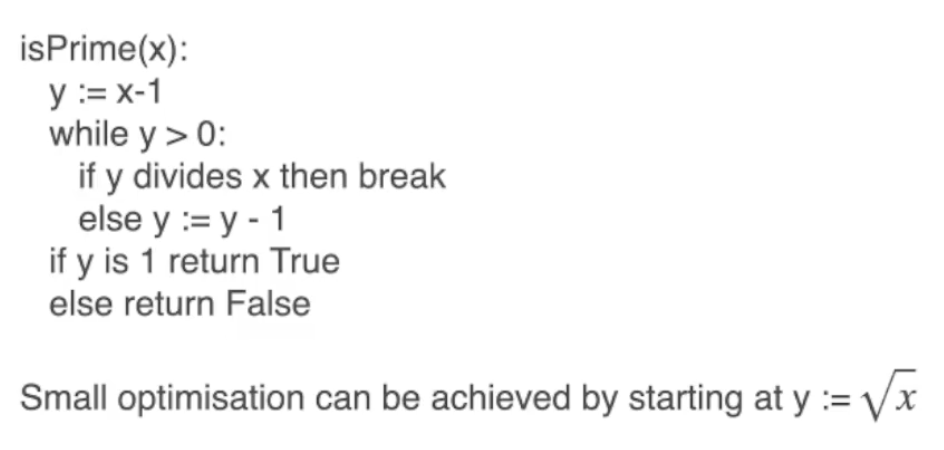 isPrime(x):
y := x-1
while y > 0:
if y divides x then break
else y := y - 1
if y is 1 return True
else return False
Small optimisation can be achieved by starting at y := √x